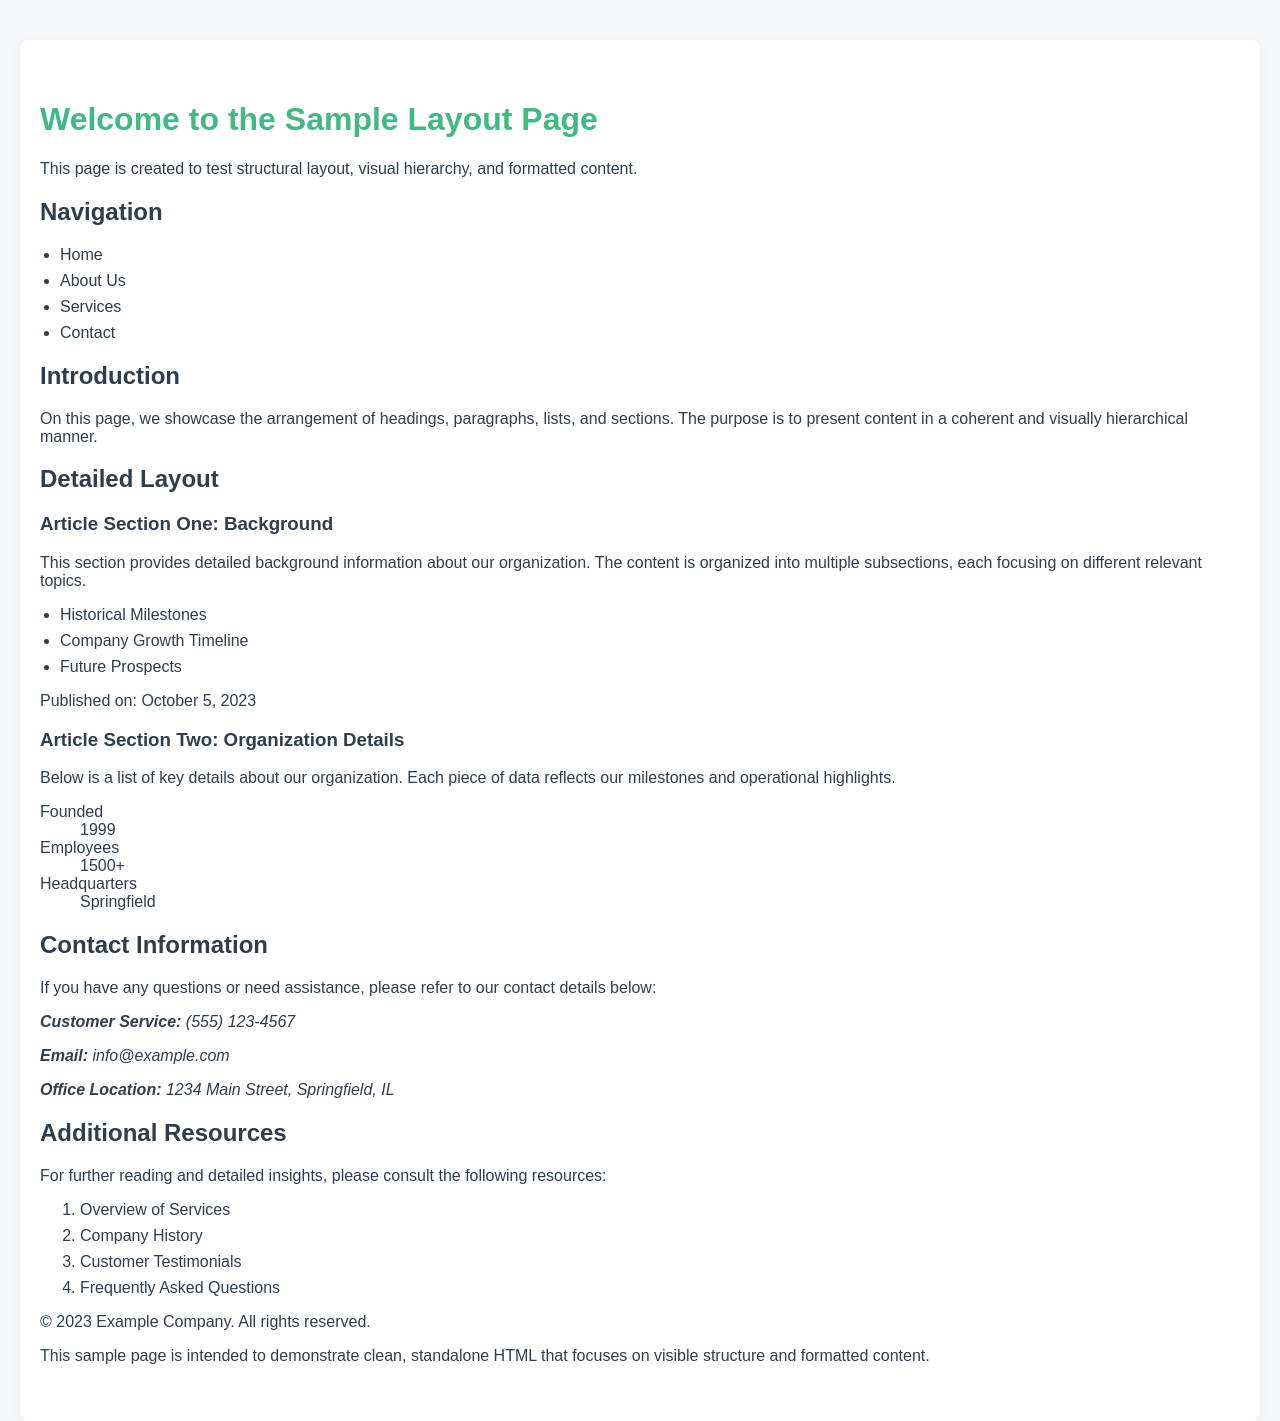 Welcome to the Sample Layout Page
This page is created to test structural layout, visual hierarchy, and formatted content.
Navigation
• Home
• About Us
• Services
• Contact
Introduction
On this page, we showcase the arrangement of headings, paragraphs, lists, and sections. The purpose is to present content in a coherent and visually hierarchical
manner.
Detailed Layout
Article Section One: Background
This section provides detailed background information about our organization. The content is organized into multiple subsections, each focusing on different relevant
topics.
• Historical Milestones
• Company Growth Timeline
• Future Prospects
Published on: October 5, 2023
Article Section Two: Organization Details
Below is a list of key details about our organization. Each piece of data reflects our milestones and operational highlights.
Founded
1999
Employees
1500+
Headquarters
Springfield
Contact Information
If you have any questions or need assistance, please refer to our contact details below:
Customer Service: (555) 123-4567
Email: info@example.com
Office Location: 1234 Main Street, Springfield, IL
Additional Resources
For further reading and detailed insights, please consult the following resources:
1. Overview of Services
2. Company History
3. Customer Testimonials
4. Frequently Asked Questions
© 2023 Example Company. All rights reserved.
This sample page is intended to demonstrate clean, standalone HTML that focuses on visible structure and formatted content.